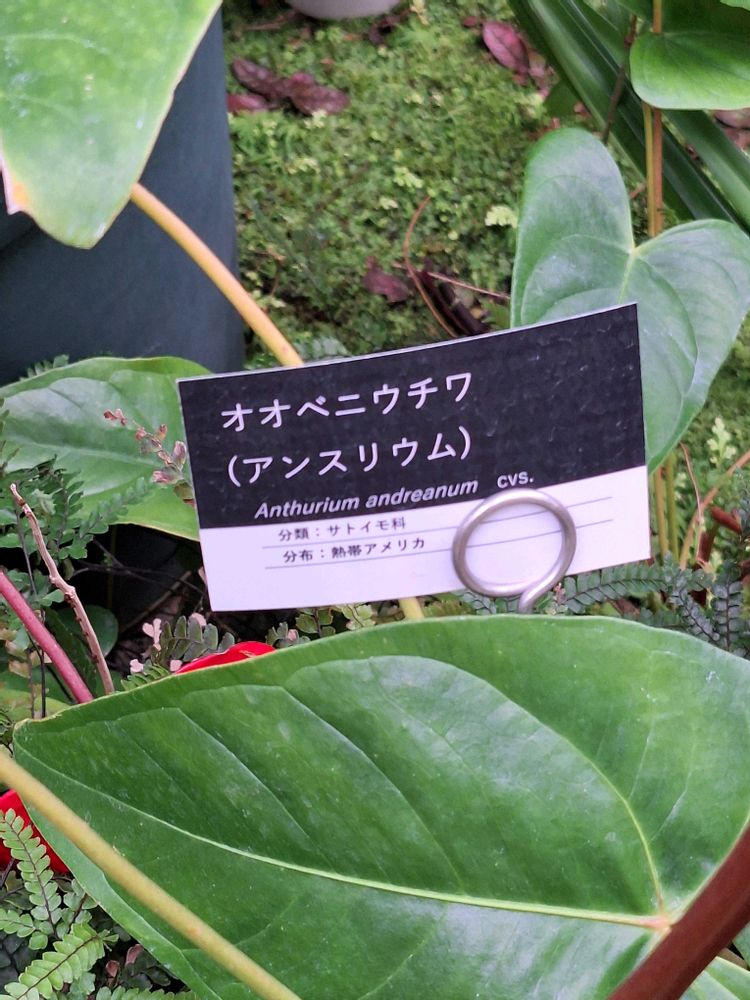 オオベニウチワ
(アンスリウム)
Anthurium andreanum cvs.
分類：サトイモ科
分布：熱帯アメリカ